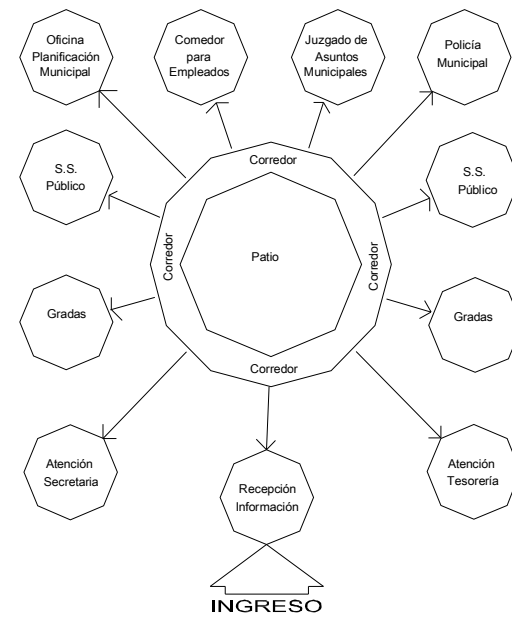 Oficina
Planificación
Municipal
Comedor
para
Empleados
Juzgado de
Asuntos
Municipales
Policía
Municipal
Corredor
S.S.
Público
S.S.
Público
Corredor
Patio
Corredor
Gradas
Gradas
Corredor
Atención
Secretaria
Recepción
Información
Atención
Tesorería
INGRESO